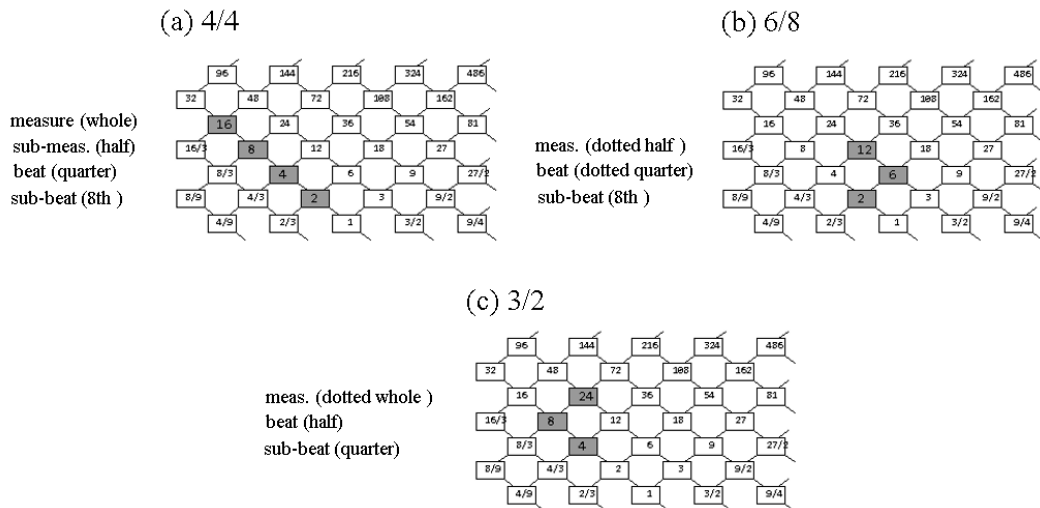 (a) 4/4
96 144 216 324 486
32 48 72 108 162
measure (whole) 16 24 36 54 81
sub-meas. (half) 16/3 8 12 18 27
beat (quarter) 8/3 4 6 9 27/2
sub-beat (8th ) 8/9 4/3 2 3 9/2
4/9 2/3 1 3/2 9/4
(b) 6/8
96 144 216 324 486
32 48 72 108 162
16 24 36 54 81
meas. (dotted half ) 16/3 8 12 18 27
beat (dotted quarter) 8/3 4 6 9 27/2
sub-beat (8th ) 8/9 4/3 2 3 9/2
4/9 2/3 1 3/2 9/4
(c) 3/2
96 144 216 324 486
32 48 72 108 162
meas. (dotted whole ) 16 24 36 54 81
beat (half) 16/3 8 12 18 27
sub-beat (quarter) 8/3 4 6 9 27/2
8/9 4/3 2 3 9/2
4/9 2/3 1 3/2 9/4